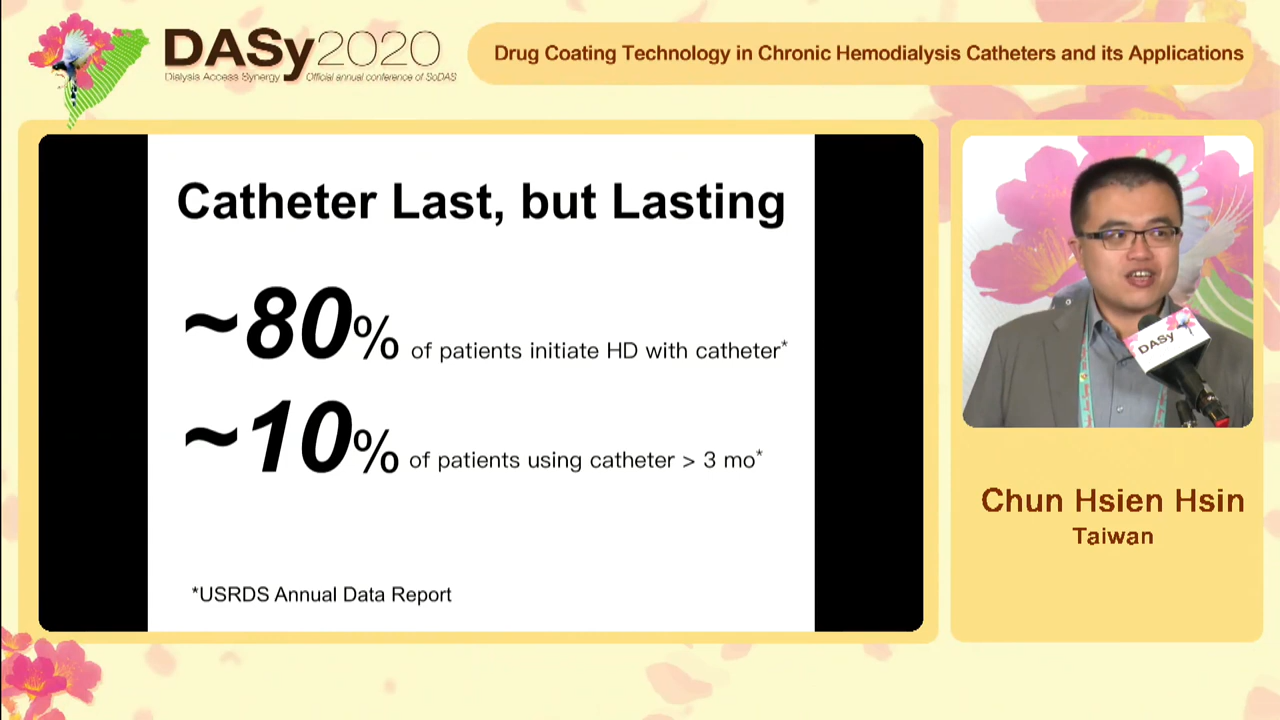 DASy2020
Dialysis Access Synergy Official annual conference of SoDAS
Drug Coating Technology in Chronic Hemodialysis Catheters and its Applications
Catheter Last, but Lasting
~80% of patients initiate HD with catheter*
~10% of patients using catheter > 3 mo*
*USRDS Annual Data Report
DASy
Chun Hsien Hsin
Taiwan